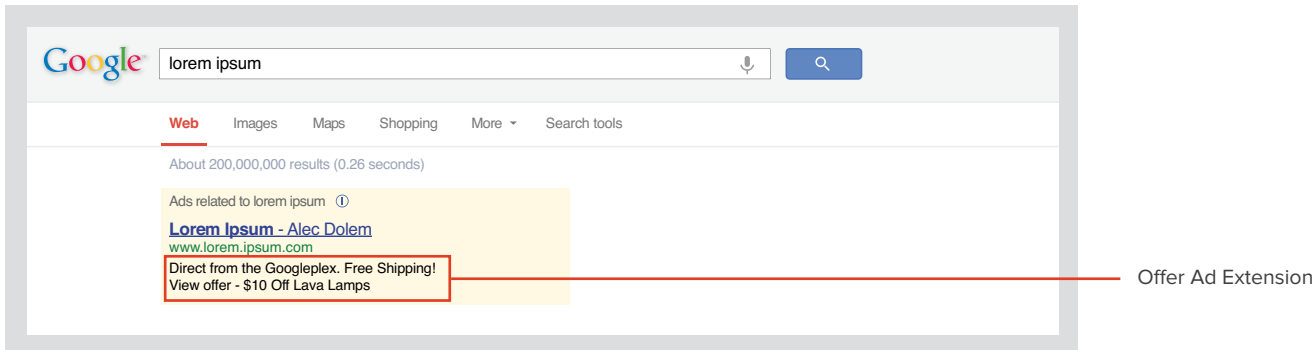 Google
lorem ipsum
Web Images Maps Shopping More Search tools
About 200,000,000 results (0.26 seconds)
Ads related to lorem ipsum
Lorem Ipsum - Alec Dolem
www.lorem.ipsum.com
Direct from the Googleplex. Free Shipping!
View offer - $10 Off Lava Lamps
Offer Ad Extension